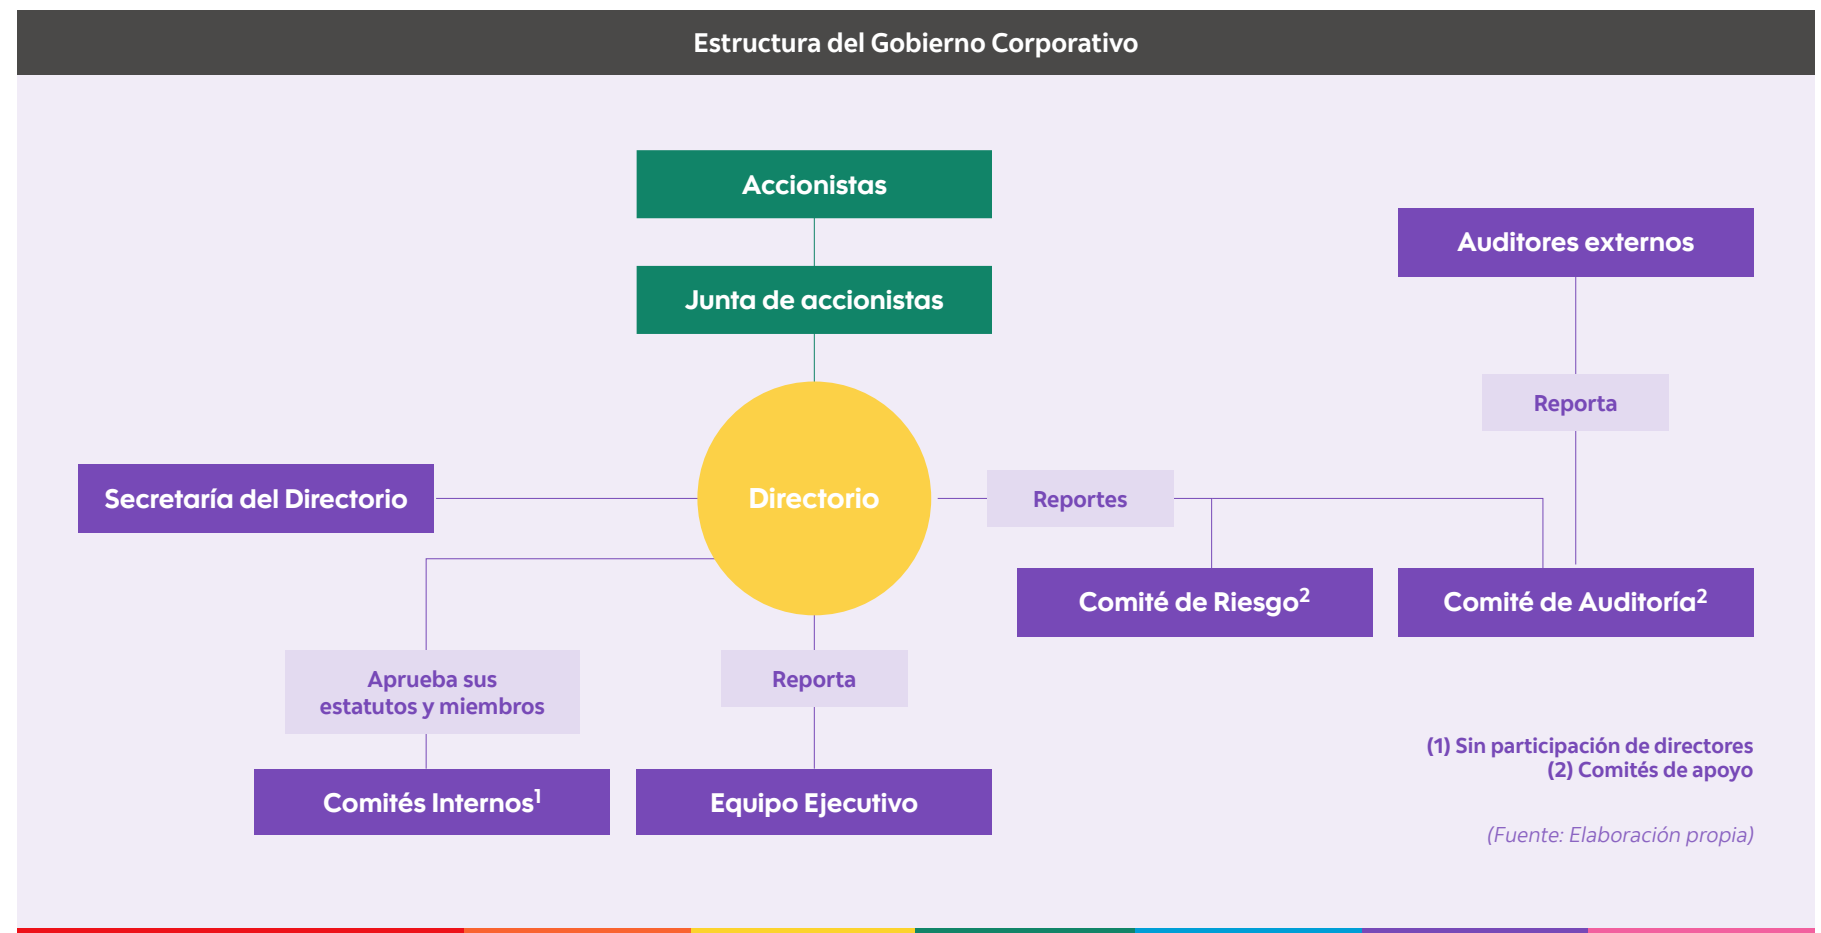 Estructura del Gobierno Corporativo
Accionistas
Junta de accionistas
Auditores externos
Reporta
Secretaría del Directorio
Directorio
Reportes
Comité de Riesgo²
Comité de Auditoría²
Aprueba sus
estatutos y miembros
Reporta
Comités Internos¹
Equipo Ejecutivo
(1) Sin participación de directores
(2) Comités de apoyo
(Fuente: Elaboración propia)